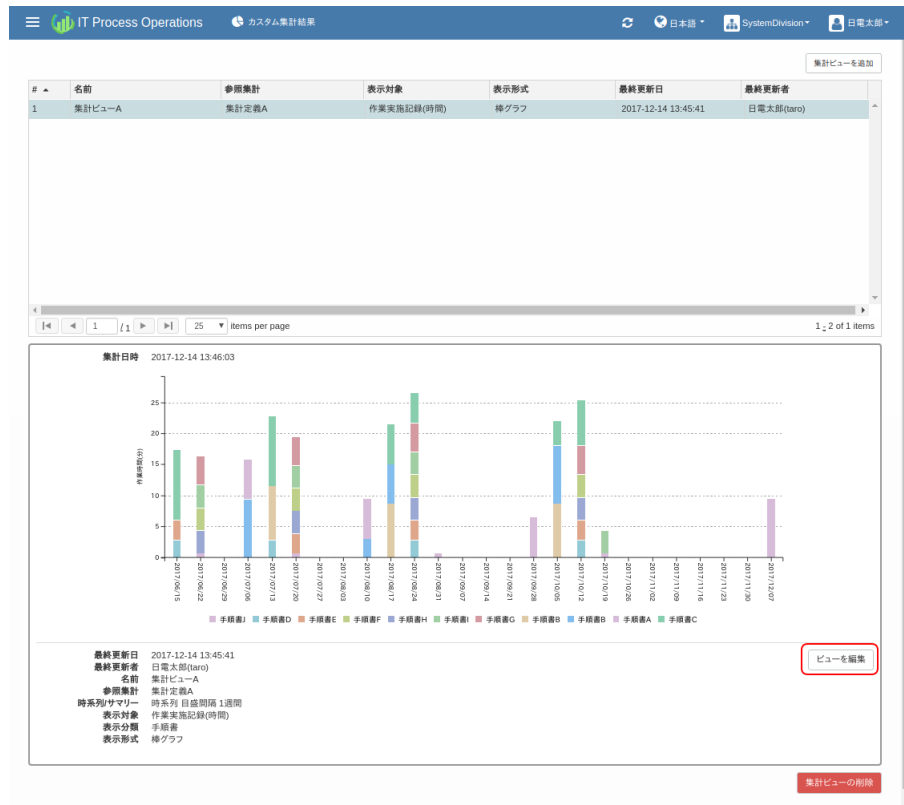 IT Process Operations カスタム集計結果 日本語 SystemDivision 日電太郎
集計ビューを追加
# 名前 参照集計 表示対象 表示形式 最終更新日 最終更新者
1 集計ビューA 集計定義A 作業実施記録(時間) 棒グラフ 2017-12-14 13:45:41 日電太郎(taro)
1 / 1 25 items per page 1 - 2 of 1 items
集計日時 2017-12-14 13:46:03
作業時間(分)
25
20
15
10
5
0
2017/06/15 2017/06/22 2017/06/29 2017/07/06 2017/07/13 2017/07/20 2017/07/27 2017/08/03 2017/08/10 2017/08/17 2017/08/24 2017/08/31 2017/09/07 2017/09/14 2017/09/21 2017/09/28 2017/10/05 2017/10/12 2017/10/19 2017/10/26 2017/11/02 2017/11/09 2017/11/16 2017/11/23 2017/11/30 2017/12/07
手順書J 手順書D 手順書E 手順書F 手順書H 手順書I 手順書G 手順書B 手順書B 手順書A 手順書C
最終更新日 2017-12-14 13:45:41
ビューを編集
最終更新者 日電太郎(taro)
名前 集計ビューA
参照集計 集計定義A
時系列/サマリー 時系列 目盛間隔 1週間
表示対象 作業実施記録(時間)
表示分類 手順書
表示形式 棒グラフ
集計ビューの削除